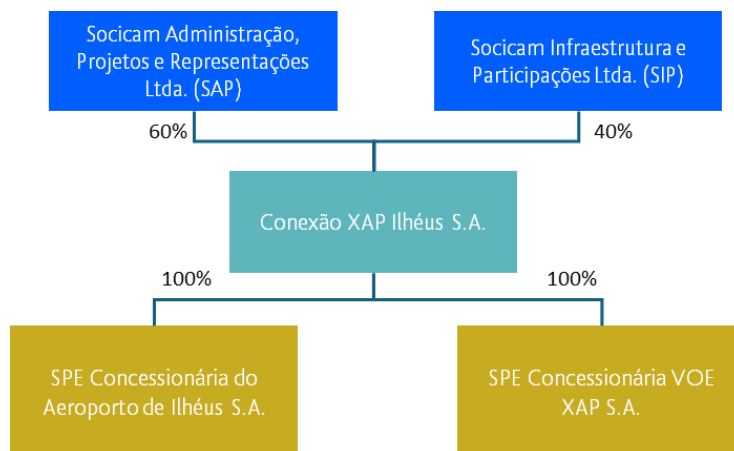 Socicam Administração,
Projetos e Representações
Ltda. (SAP)
Socicam Infraestrutura e
Participações Ltda. (SIP)
60%
40%
Conexão XAP Ilhéus S.A.
100%
100%
SPE Concessionária do
Aeroporto de Ilhéus S.A.
SPE Concessionária VOE
XAP S.A.